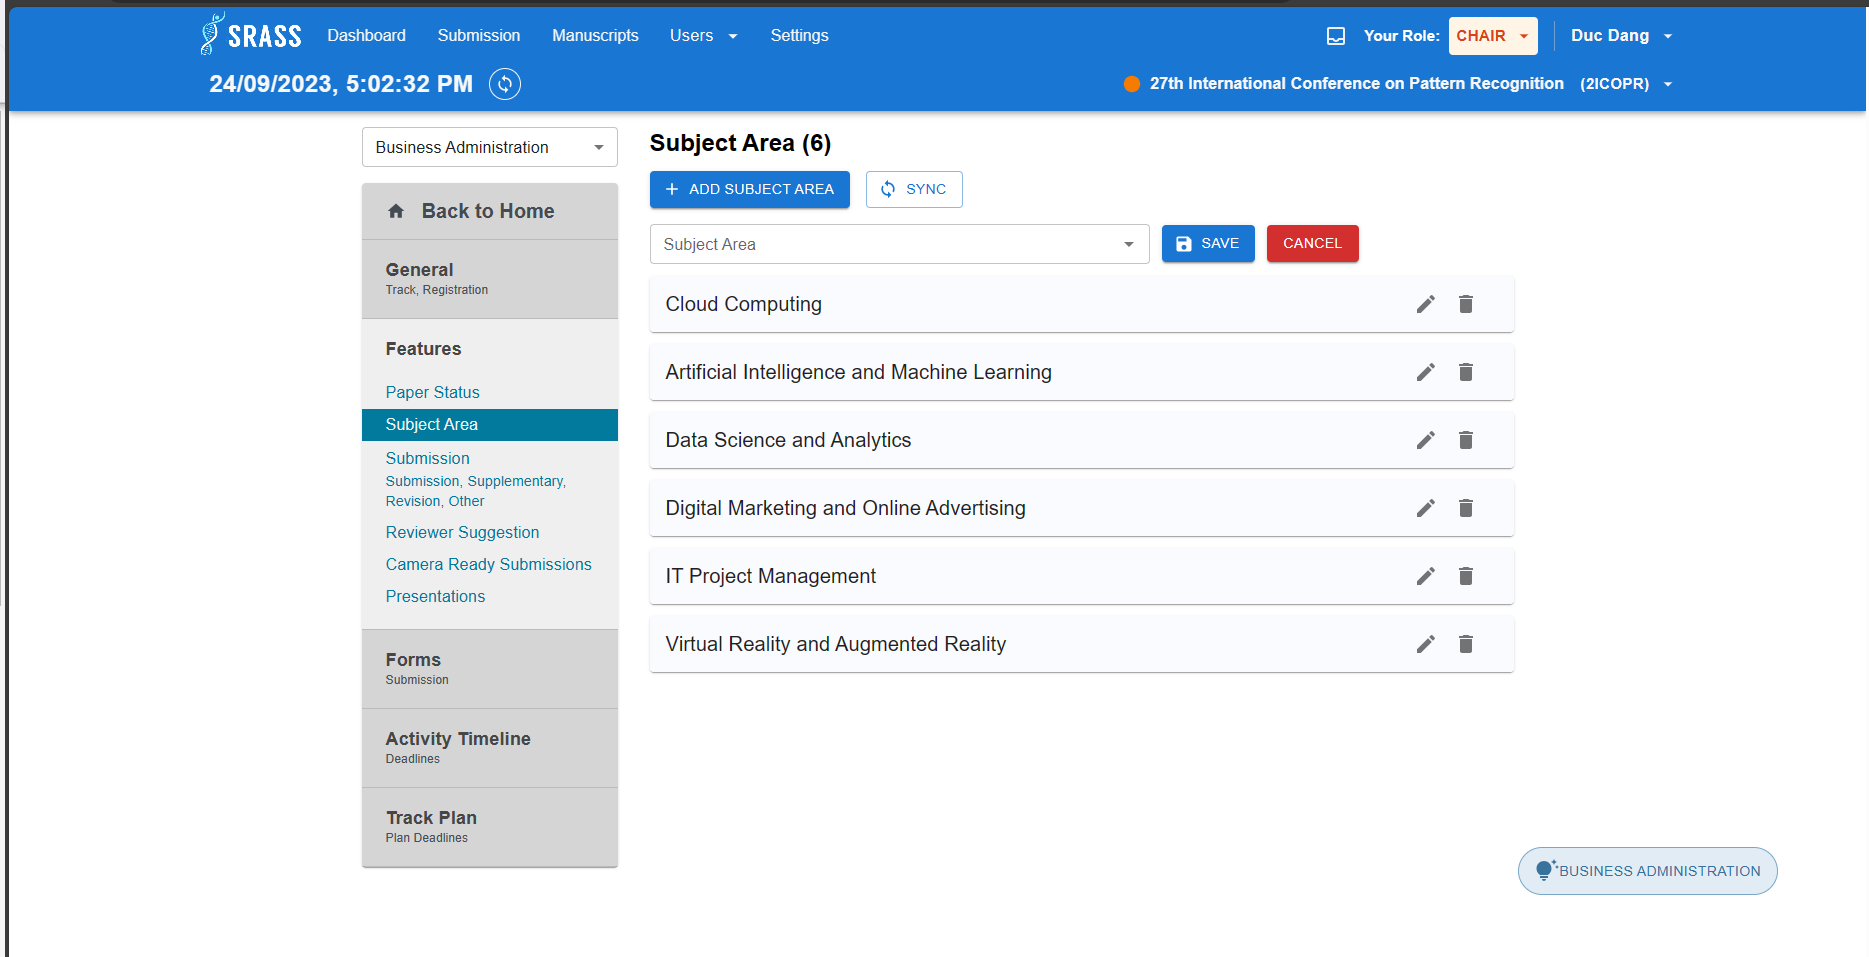 SRASS Dashboard Submission Manuscripts Users Settings Your Role: CHAIR Duc Dang
24/09/2023, 5:02:32 PM 27th International Conference on Pattern Recognition (2ICOPR)
Business Administration
Back to Home
General
Track, Registration
Features
Paper Status
Subject Area
Submission
Submission, Supplementary,
Revision, Other
Reviewer Suggestion
Camera Ready Submissions
Presentations
Forms
Submission
Activity Timeline
Deadlines
Track Plan
Plan Deadlines
Subject Area (6)
ADD SUBJECT AREA SYNC
Subject Area SAVE CANCEL
Cloud Computing
Artificial Intelligence and Machine Learning
Data Science and Analytics
Digital Marketing and Online Advertising
IT Project Management
Virtual Reality and Augmented Reality
BUSINESS ADMINISTRATION